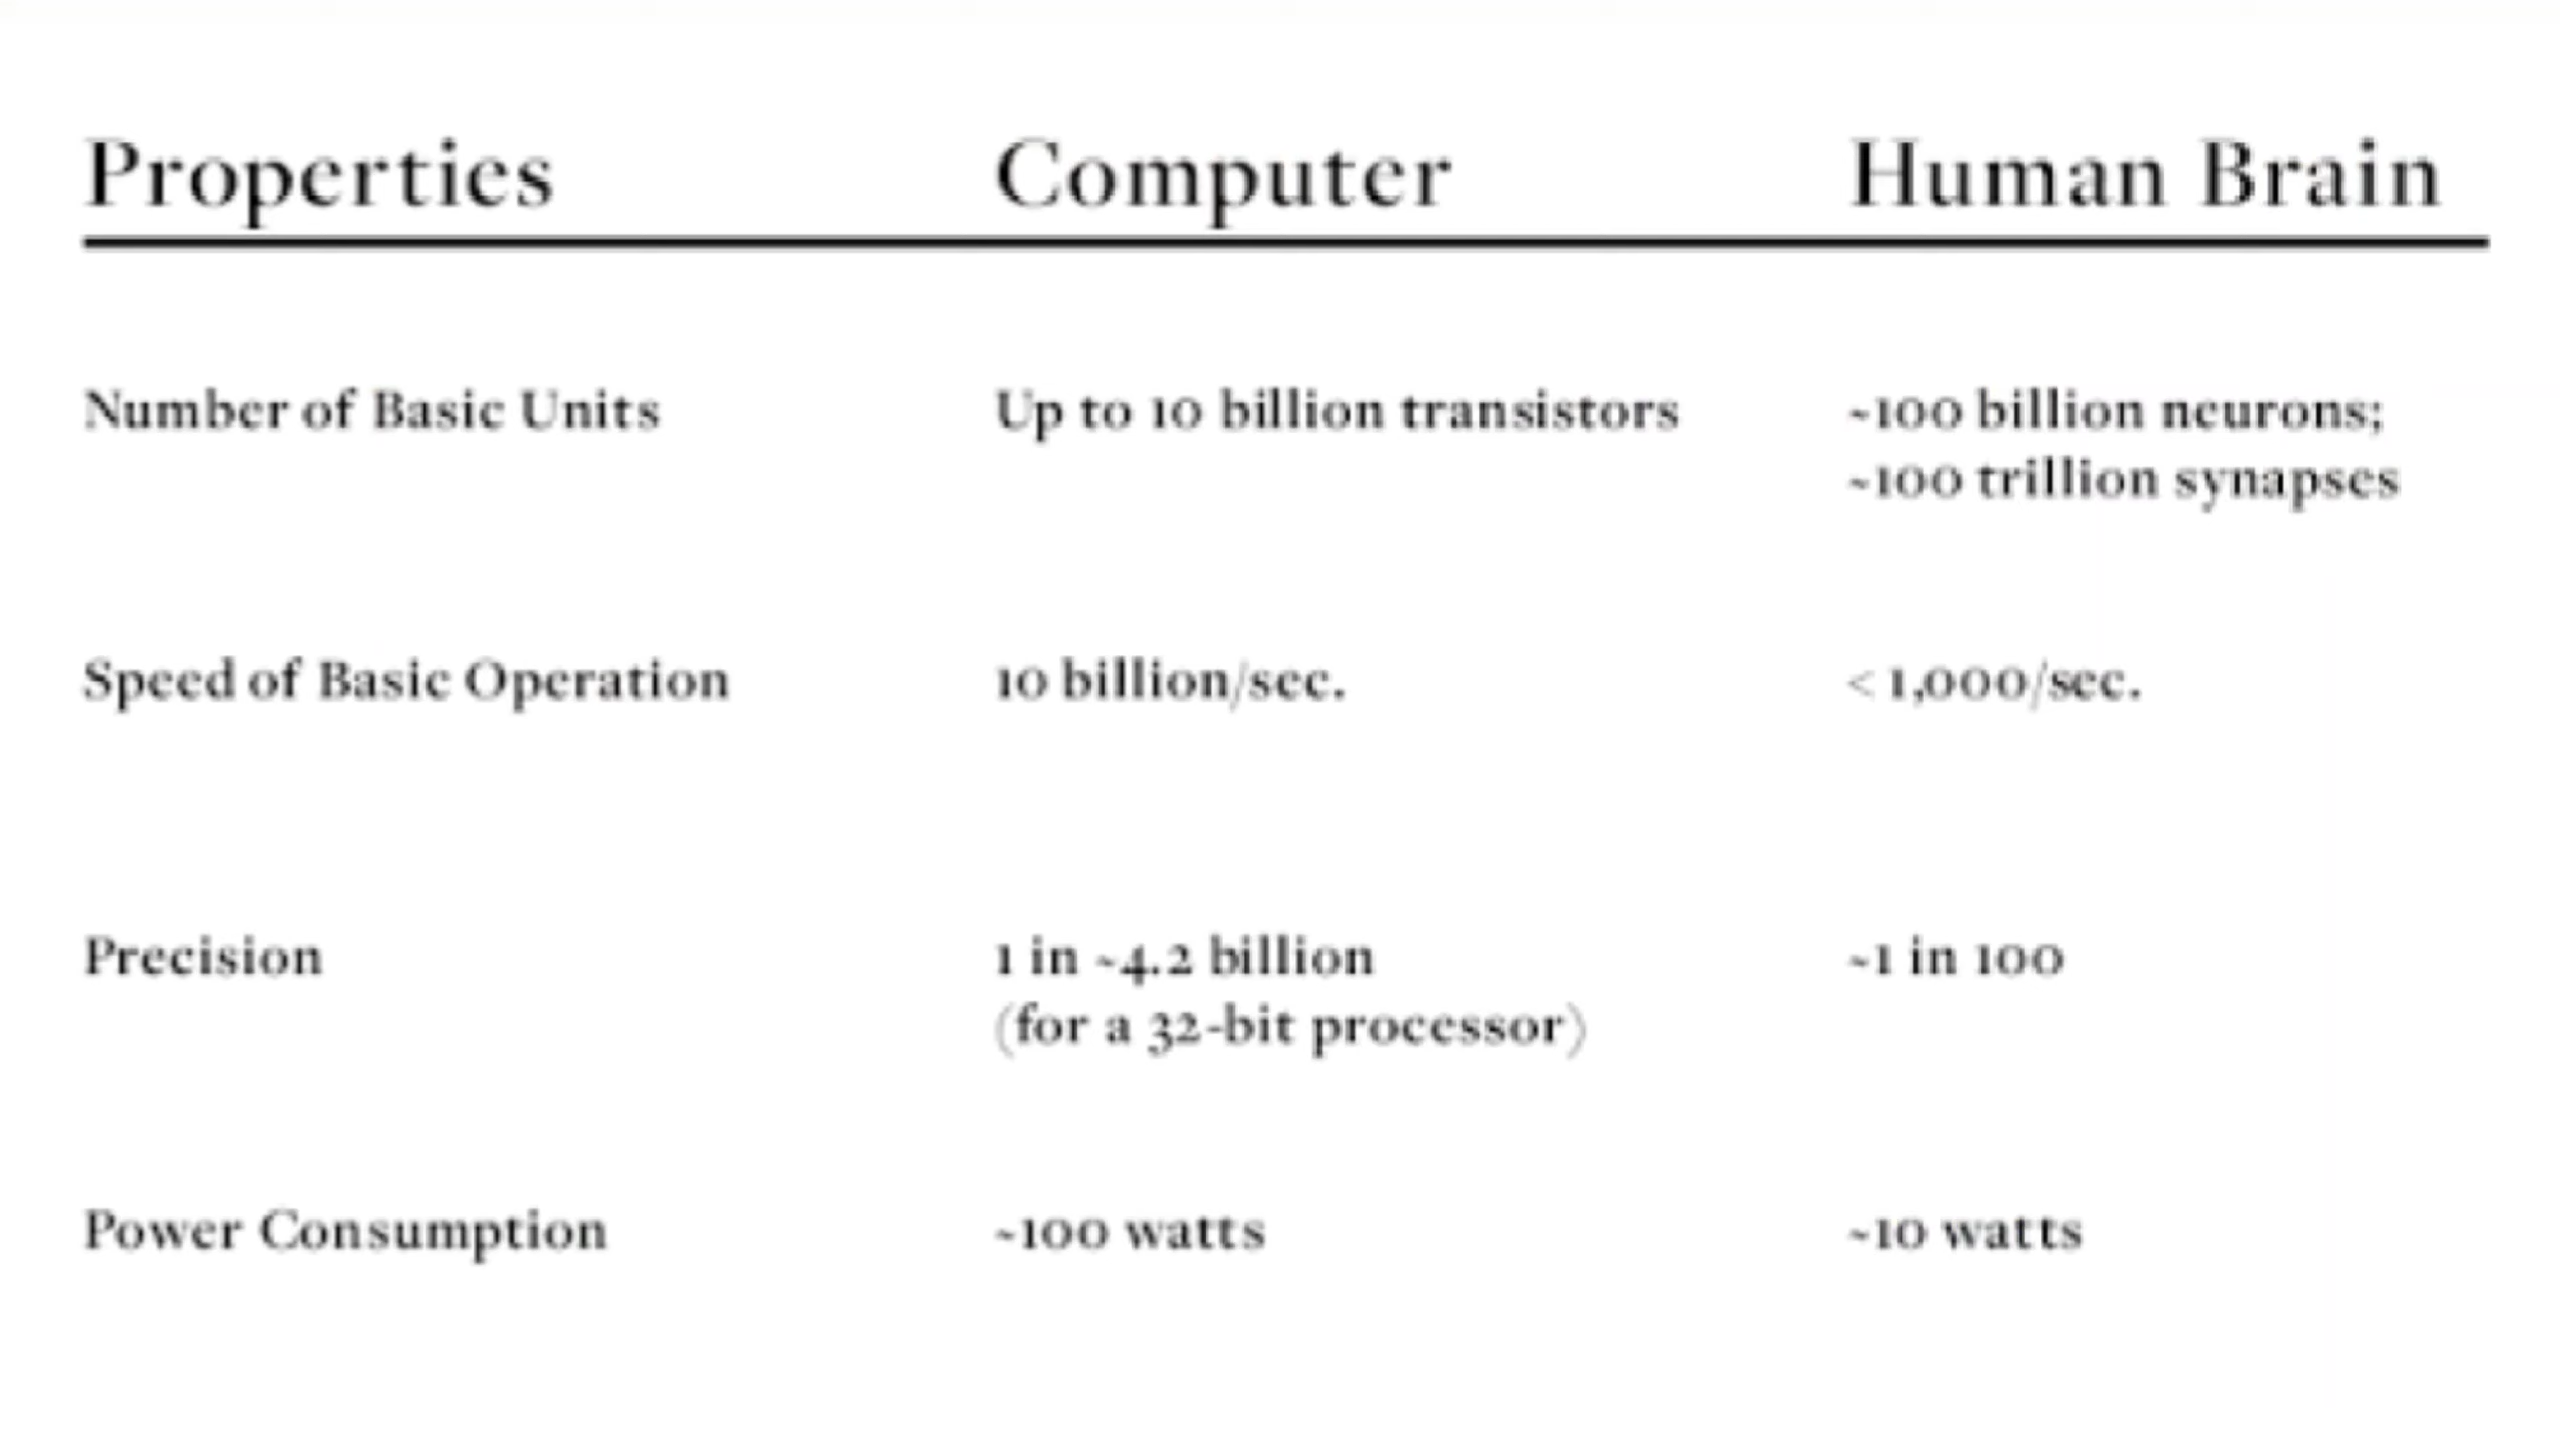 Properties Computer Human Brain
Number of Basic Units Up to 10 billion transistors ~100 billion neurons;
~100 trillion synapses
Speed of Basic Operation 10 billion/sec. < 1,000/sec.
Precision 1 in ~4.2 billion ~1 in 100
(for a 32-bit processor)
Power Consumption ~100 watts ~10 watts